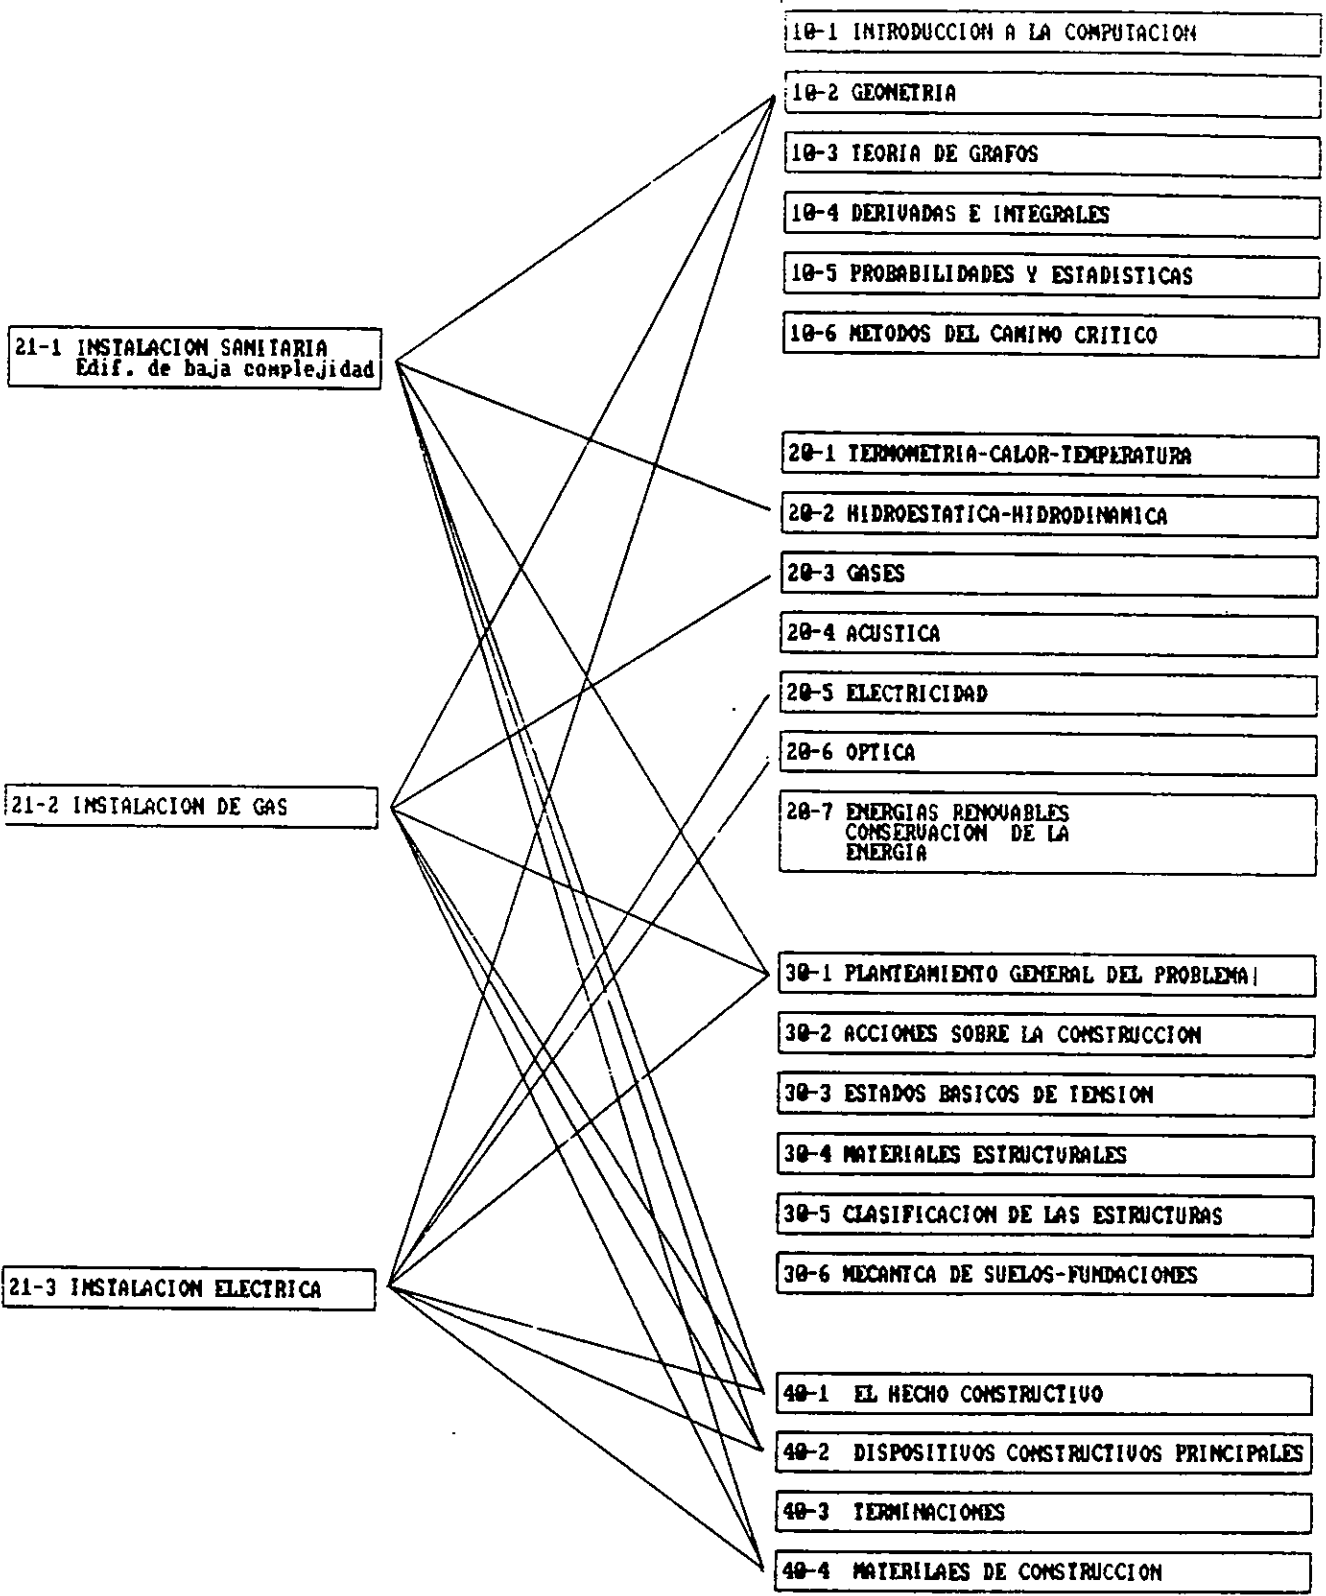 10-1 INTRODUCCION A LA COMPUTACION
10-2 GEOMETRIA
10-3 TEORIA DE GRAFOS
10-4 DERIVADAS E INTEGRALES
10-5 PROBABILIDADES Y ESTADISTICAS
10-6 METODOS DEL CAMINO CRITICO
21-1 INSTALACION SANITARIA
Edif. de baja complejidad
20-1 TERMOMETRIA-CALOR-TEMPERATURA
20-2 HIDROESTATICA-HIDRODINAMICA
20-3 GASES
20-4 ACUSTICA
20-5 ELECTRICIDAD
20-6 OPTICA
21-2 INSTALACION DE GAS
20-7 ENERGIAS RENOVABLES
CONSERVACION DE LA
ENERGIA
30-1 PLANTEAMIENTO GENERAL DEL PROBLEMA
30-2 ACCIONES SOBRE LA CONSTRUCCION
30-3 ESTADOS BASICOS DE TENSION
30-4 MATERIALES ESTRUCTURALES
30-5 CLASIFICACION DE LAS ESTRUCTURAS
30-6 MECANICA DE SUELOS-FUNDACIONES
21-3 INSTALACION ELECTRICA
40-1 EL HECHO CONSTRUCTIVO
40-2 DISPOSITIVOS CONSTRUCTIVOS PRINCIPALES
40-3 TERMINACIONES
40-4 MATERILAES DE CONSTRUCCION